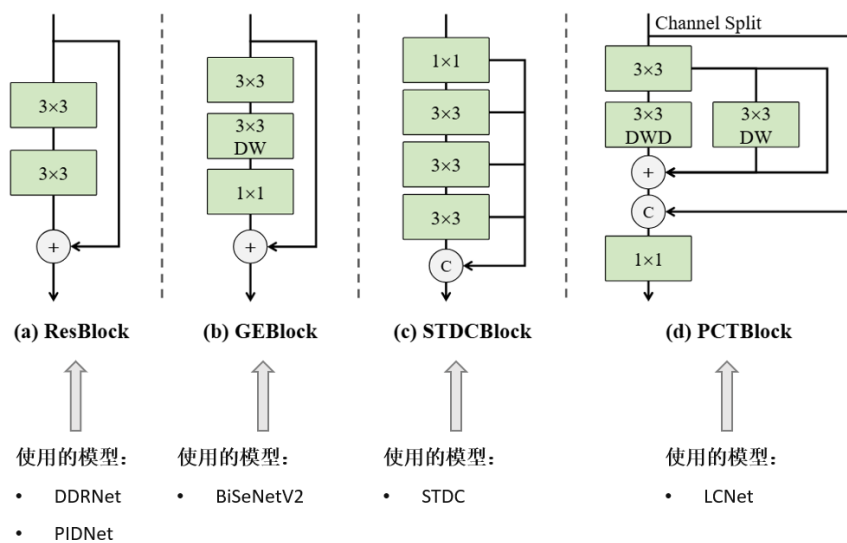 Channel Split
3×3
3×3
+
(a) ResBlock
3×3
3×3
DW
1×1
+
(b) GEBlock
1×1
3×3
3×3
3×3
C
(c) STDCBlock
3×3
3×3
DWD
3×3
DW
+
C
1×1
(d) PCTBlock
使用的模型：
• DDRNet
• PIDNet
使用的模型：
• BiSeNetV2
使用的模型：
• STDC
使用的模型：
• LCNet